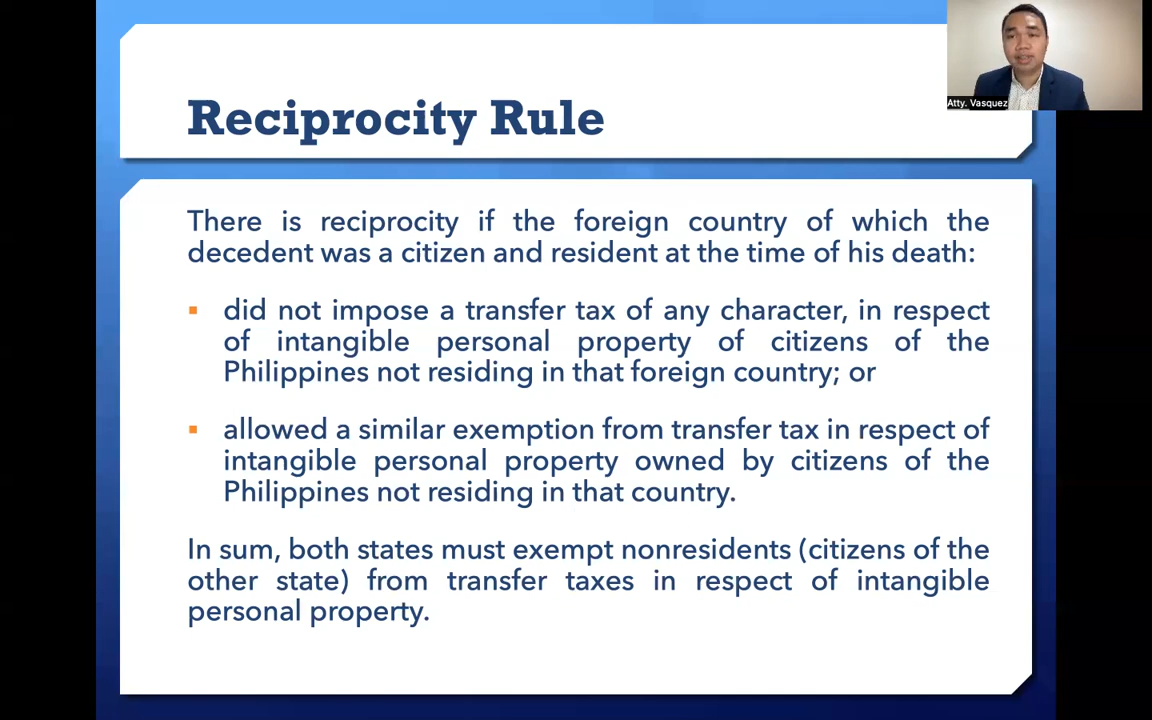 Atty. Vasquez
Reciprocity Rule
There is reciprocity if the foreign country of which the
decedent was a citizen and resident at the time of his death:
▪ did not impose a transfer tax of any character, in respect
of intangible personal property of citizens of the
Philippines not residing in that foreign country; or
▪ allowed a similar exemption from transfer tax in respect of
intangible personal property owned by citizens of the
Philippines not residing in that country.
In sum, both states must exempt nonresidents (citizens of the
other state) from transfer taxes in respect of intangible
personal property.